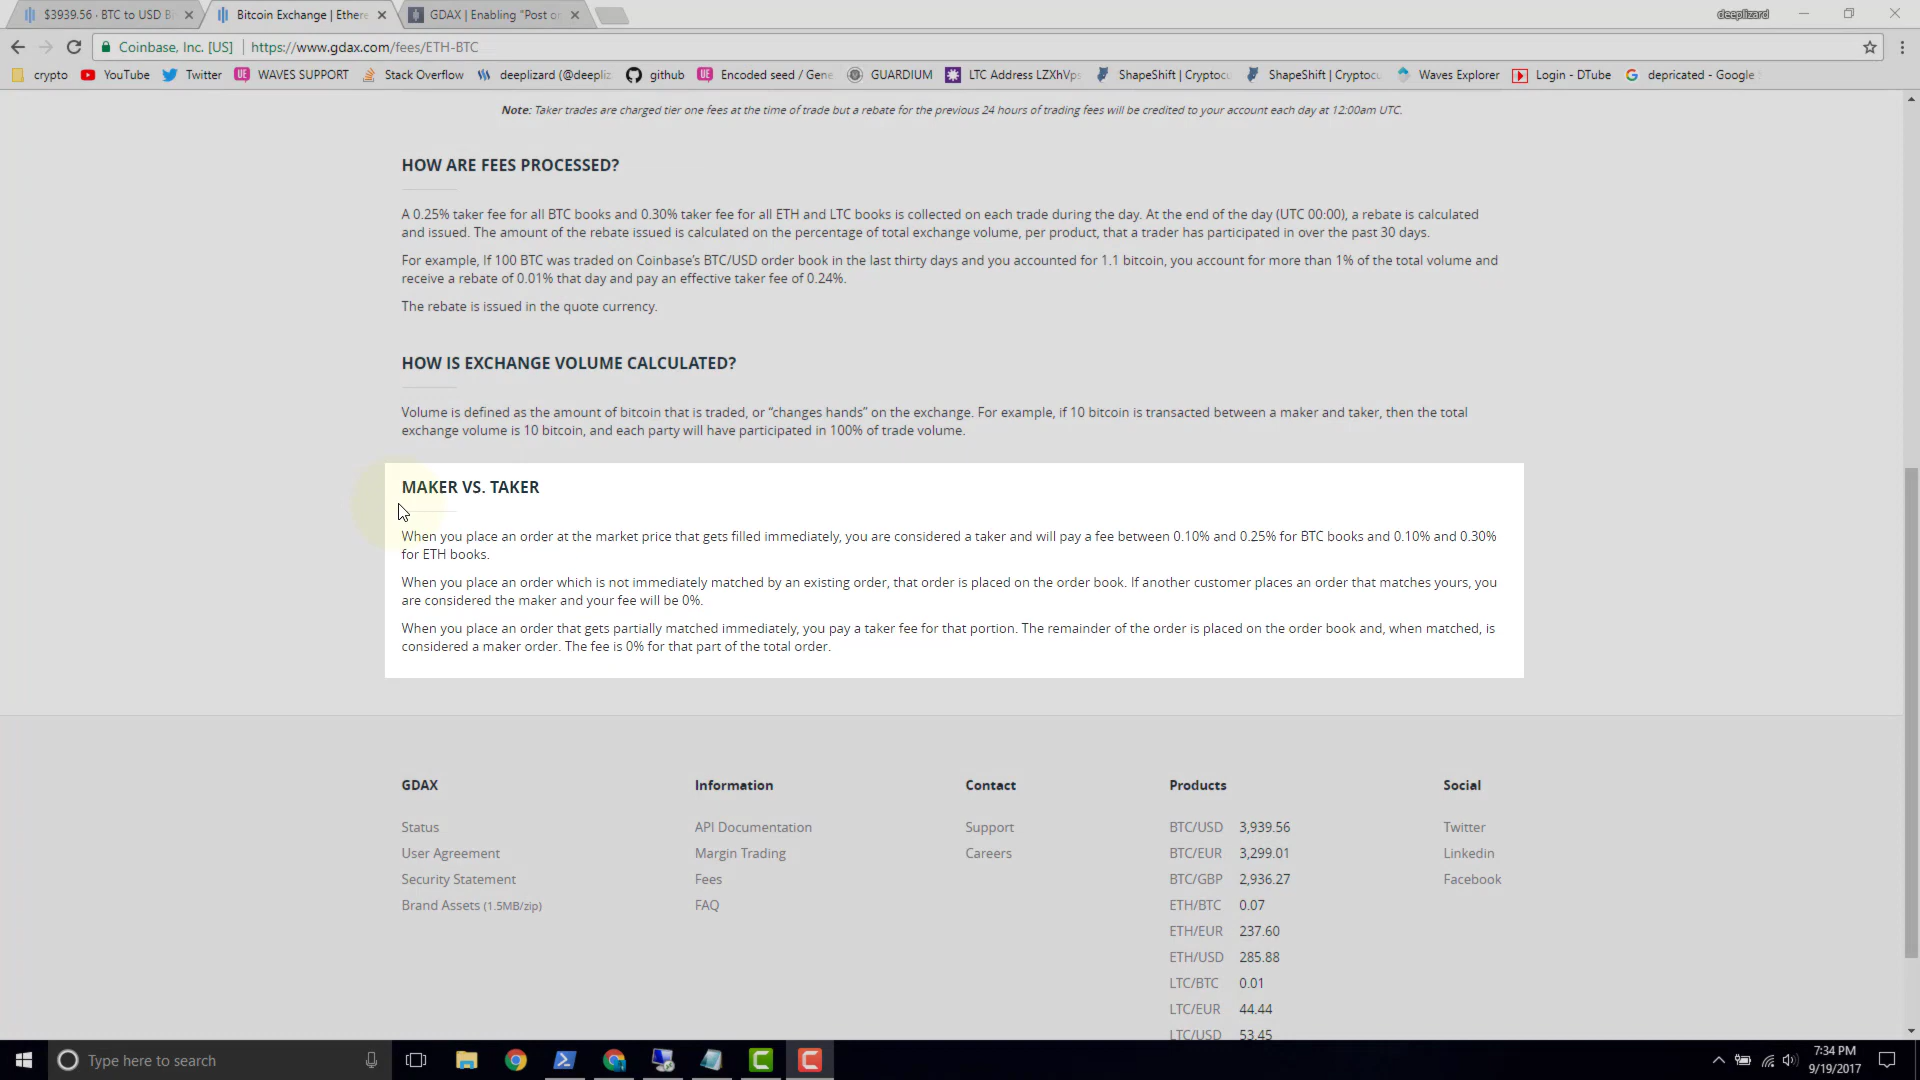 $3939.56 · BTC to USD B
Bitcoin Exchange | Ethere
GDAX | Enabling "Post o
deeplizard
Coinbase, Inc. [US]
https://www.gdax.com/fees/ETH-BTC
crypto
YouTube
Twitter
WAVES SUPPORT
Stack Overflow
deeplizard (@deepliz
github
Encoded seed / Gene
GUARDIUM
LTC Address LZXhVp
ShapeShift | Cryptoc
ShapeShift | Cryptoc
Waves Explorer
Login - DTube
depricated - Google
Note: Taker trades are charged tier one fees at the time of trade but a rebate for the previous 24 hours of trading fees will be credited to your account each day at 12:00am UTC.
HOW ARE FEES PROCESSED?
A 0.25% taker fee for all BTC books and 0.30% taker fee for all ETH and LTC books is collected on each trade during the day. At the end of the day (UTC 00:00), a rebate is calculated
and issued. The amount of the rebate issued is calculated on the percentage of total exchange volume, per product, that a trader has participated in over the past 30 days.
For example, If 100 BTC was traded on Coinbase's BTC/USD order book in the last thirty days and you accounted for 1.1 bitcoin, you account for more than 1% of the total volume and
receive a rebate of 0.01% that day and pay an effective taker fee of 0.24%.
The rebate is issued in the quote currency.
HOW IS EXCHANGE VOLUME CALCULATED?
Volume is defined as the amount of bitcoin that is traded, or “changes hands” on the exchange. For example, if 10 bitcoin is transacted between a maker and taker, then the total
exchange volume is 10 bitcoin, and each party will have participated in 100% of trade volume.
MAKER VS. TAKER
When you place an order at the market price that gets filled immediately, you are considered a taker and will pay a fee between 0.10% and 0.25% for BTC books and 0.10% and 0.30%
for ETH books.
When you place an order which is not immediately matched by an existing order, that order is placed on the order book. If another customer places an order that matches yours, you
are considered the maker and your fee will be 0%.
When you place an order that gets partially matched immediately, you pay a taker fee for that portion. The remainder of the order is placed on the order book and, when matched, is
considered a maker order. The fee is 0% for that part of the total order.
GDAX
Status
User Agreement
Security Statement
Brand Assets (1.5MB/zip)
Information
API Documentation
Margin Trading
Fees
FAQ
Contact
Support
Careers
Products
BTC/USD 3,939.56
BTC/EUR 3,299.01
BTC/GBP 2,936.27
ETH/BTC 0.07
ETH/EUR 237.60
ETH/USD 285.88
LTC/BTC 0.01
LTC/EUR 44.44
LTC/USD 53.45
Social
Twitter
Linkedin
Facebook
Type here to search
7:34 PM
9/19/2017